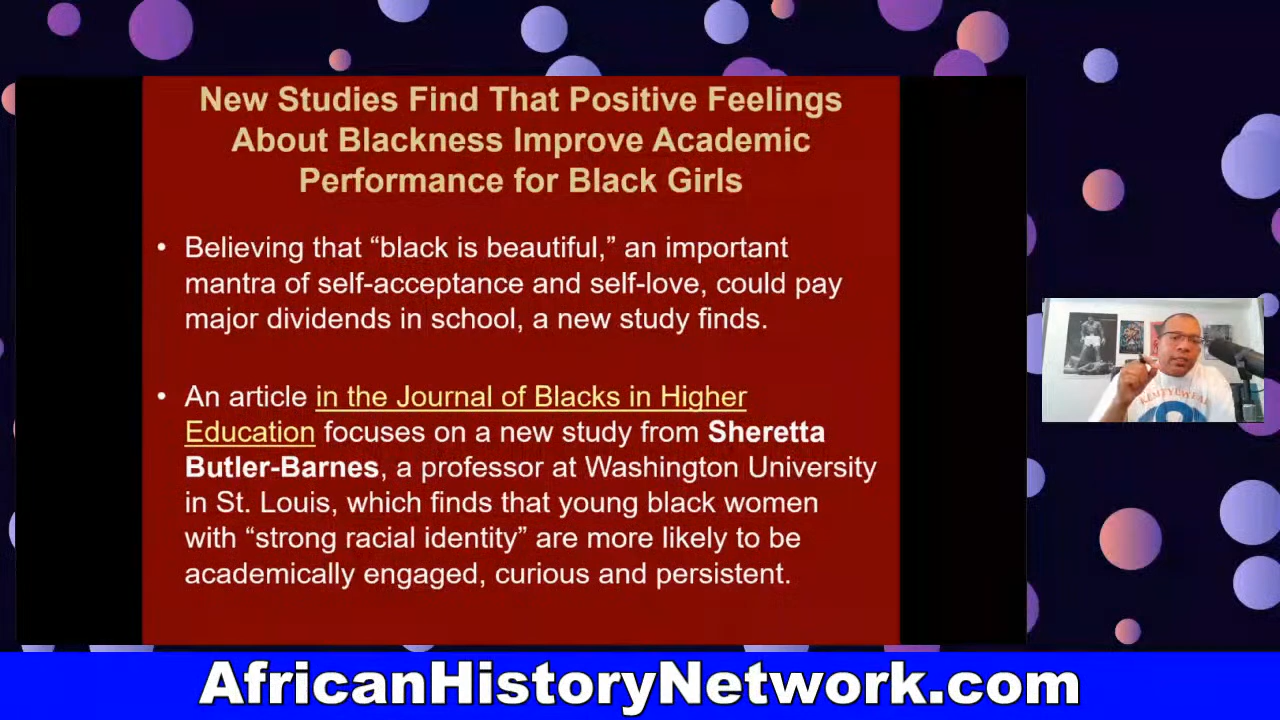 New Studies Find That Positive Feelings
About Blackness Improve Academic
Performance for Black Girls
• Believing that “black is beautiful,” an important
mantra of self-acceptance and self-love, could pay
major dividends in school, a new study finds.
• An article in the Journal of Blacks in Higher
Education focuses on a new study from Sheretta
Butler-Barnes, a professor at Washington University
in St. Louis, which finds that young black women
with “strong racial identity” are more likely to be
academically engaged, curious and persistent.
AfricanHistoryNetwork.com